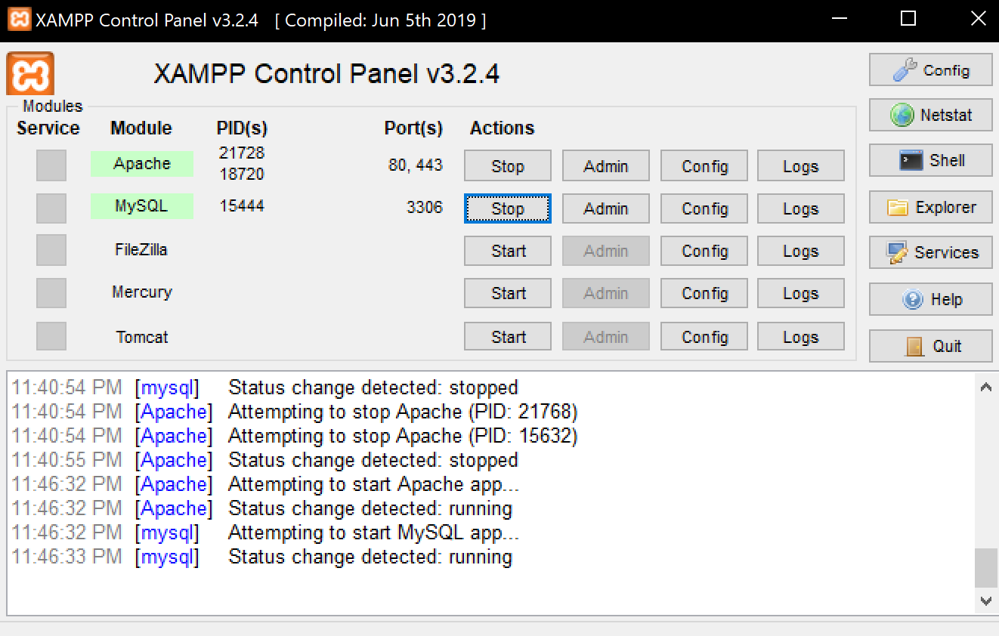 XAMPP Control Panel v3.2.4 [ Compiled: Jun 5th 2019 ]
XAMPP Control Panel v3.2.4
Config
Netstat
Shell
Explorer
Services
Help
Quit
Modules
Service Module PID(s) Port(s) Actions
Apache 21728 18720 80, 443 Stop Admin Config Logs
MySQL 15444 3306 Stop Admin Config Logs
FileZilla Start Admin Config Logs
Mercury Start Admin Config Logs
Tomcat Start Admin Config Logs
11:40:54 PM [mysql] Status change detected: stopped
11:40:54 PM [Apache] Attempting to stop Apache (PID: 21768)
11:40:54 PM [Apache] Attempting to stop Apache (PID: 15632)
11:40:55 PM [Apache] Status change detected: stopped
11:46:32 PM [Apache] Attempting to start Apache app...
11:46:32 PM [Apache] Status change detected: running
11:46:32 PM [mysql] Attempting to start MySQL app...
11:46:33 PM [mysql] Status change detected: running